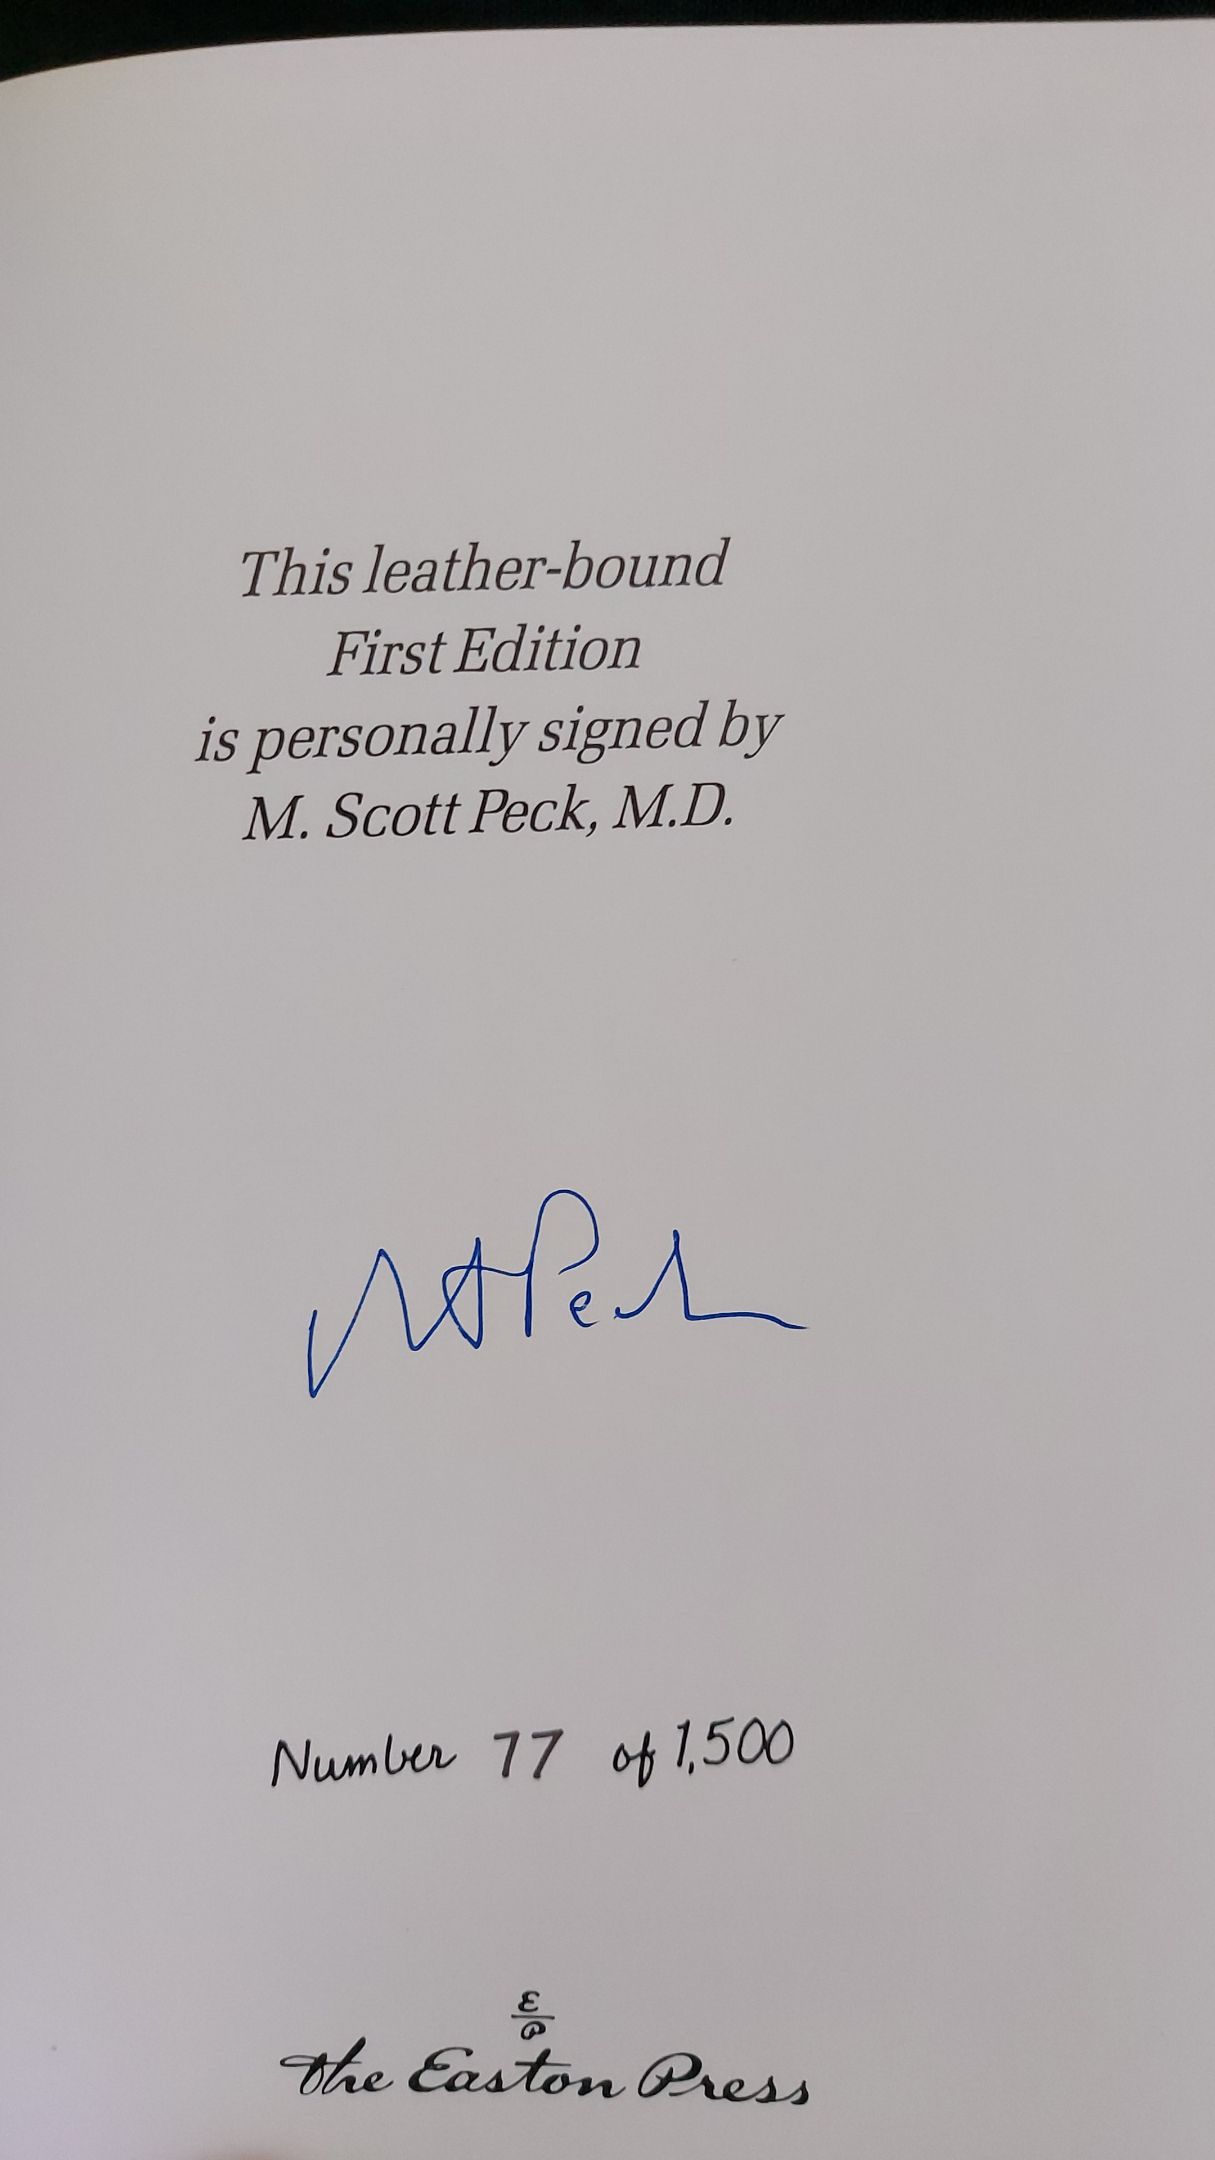 This leather-bound
First Edition
is personally signed by
M. Scott Peck, M.D.
M S Peck
Number 77 of 1,500
E
P
The Easton Press